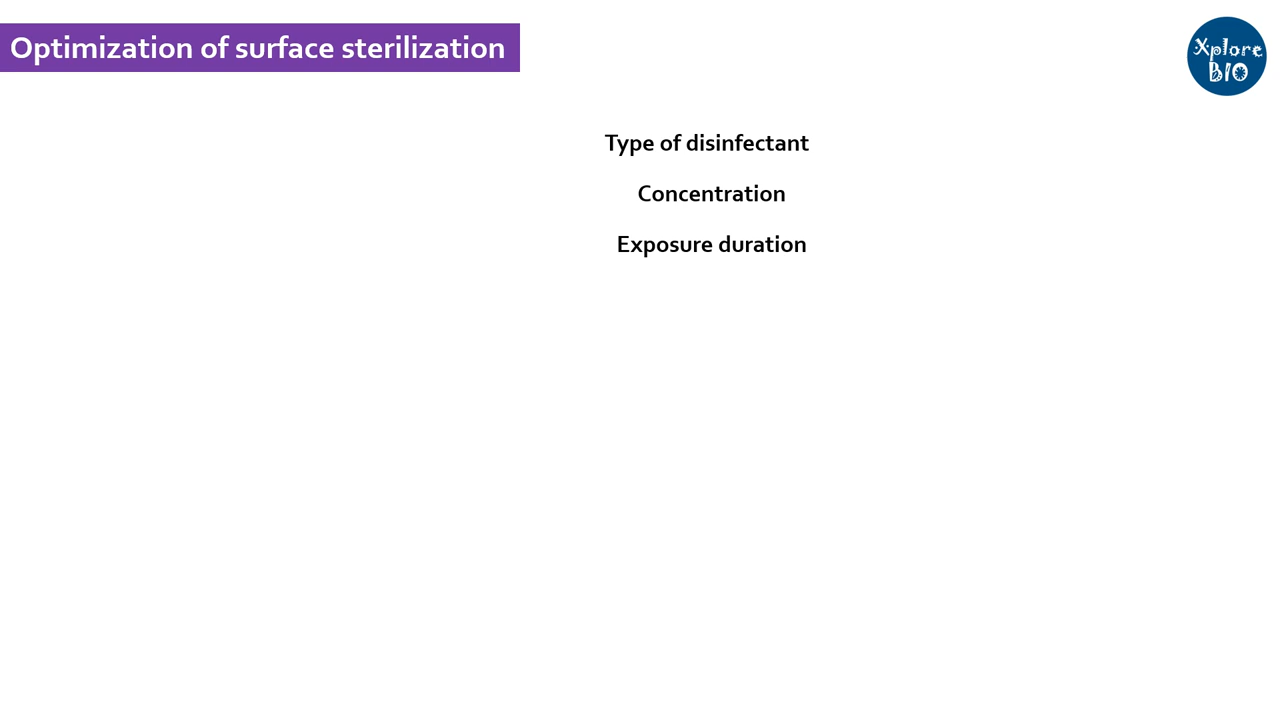 Optimization of surface sterilization
Xplore
BIO
Type of disinfectant
Concentration
Exposure duration